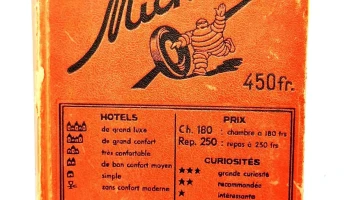 450fr.
HOTELS
de grand luxe
de grand confort
très confortable
de bon confort moyen
simple
sans confort moderne
PRIX
Ch. 180 : chambre à 180 frs
Rep. 250 : repas à 250 frs
CURIOSITÉS
★★★ grande curiosité
★★ recommandés
★ intéressante